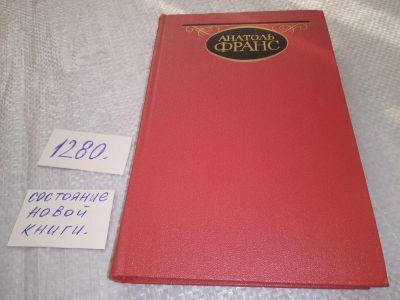 АНАТОЛЬ
ФРАНС
1280.
состояние
новой
книги.